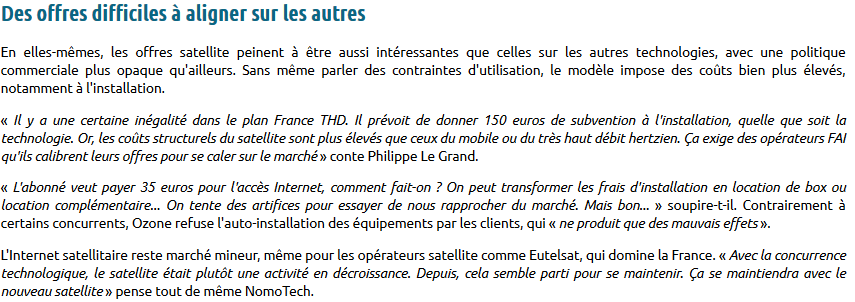 Des offres difficiles à aligner sur les autres
En elles-mêmes, les offres satellite peinent à être aussi intéressantes que celles sur les autres technologies, avec une politique
commerciale plus opaque qu'ailleurs. Sans même parler des contraintes d'utilisation, le modèle impose des coûts bien plus élevés,
notamment à l'installation.
« Il y a une certaine inégalité dans le plan France THD. Il prévoit de donner 150 euros de subvention à l'installation, quelle que soit la
technologie. Or, les coûts structurels du satellite sont plus élevés que ceux du mobile ou du très haut débit hertzien. Ça exige des opérateurs FAI
qu'ils calibrent leurs offres pour se caler sur le marché » conte Philippe Le Grand.
« L'abonné veut payer 35 euros pour l'accès Internet, comment fait-on ? On peut transformer les frais d'installation en location de box ou
location complémentaire... On tente des artifices pour essayer de nous rapprocher du marché. Mais bon... » soupire-t-il. Contrairement à
certains concurrents, Ozone refuse l'auto-installation des équipements par les clients, qui « ne produit que des mauvais effets ».
L'Internet satellitaire reste marché mineur, même pour les opérateurs satellite comme Eutelsat, qui domine la France. « Avec la concurrence
technologique, le satellite était plutôt une activité en décroissance. Depuis, cela semble parti pour se maintenir. Ça se maintiendra avec le
nouveau satellite » pense tout de même NomoTech.